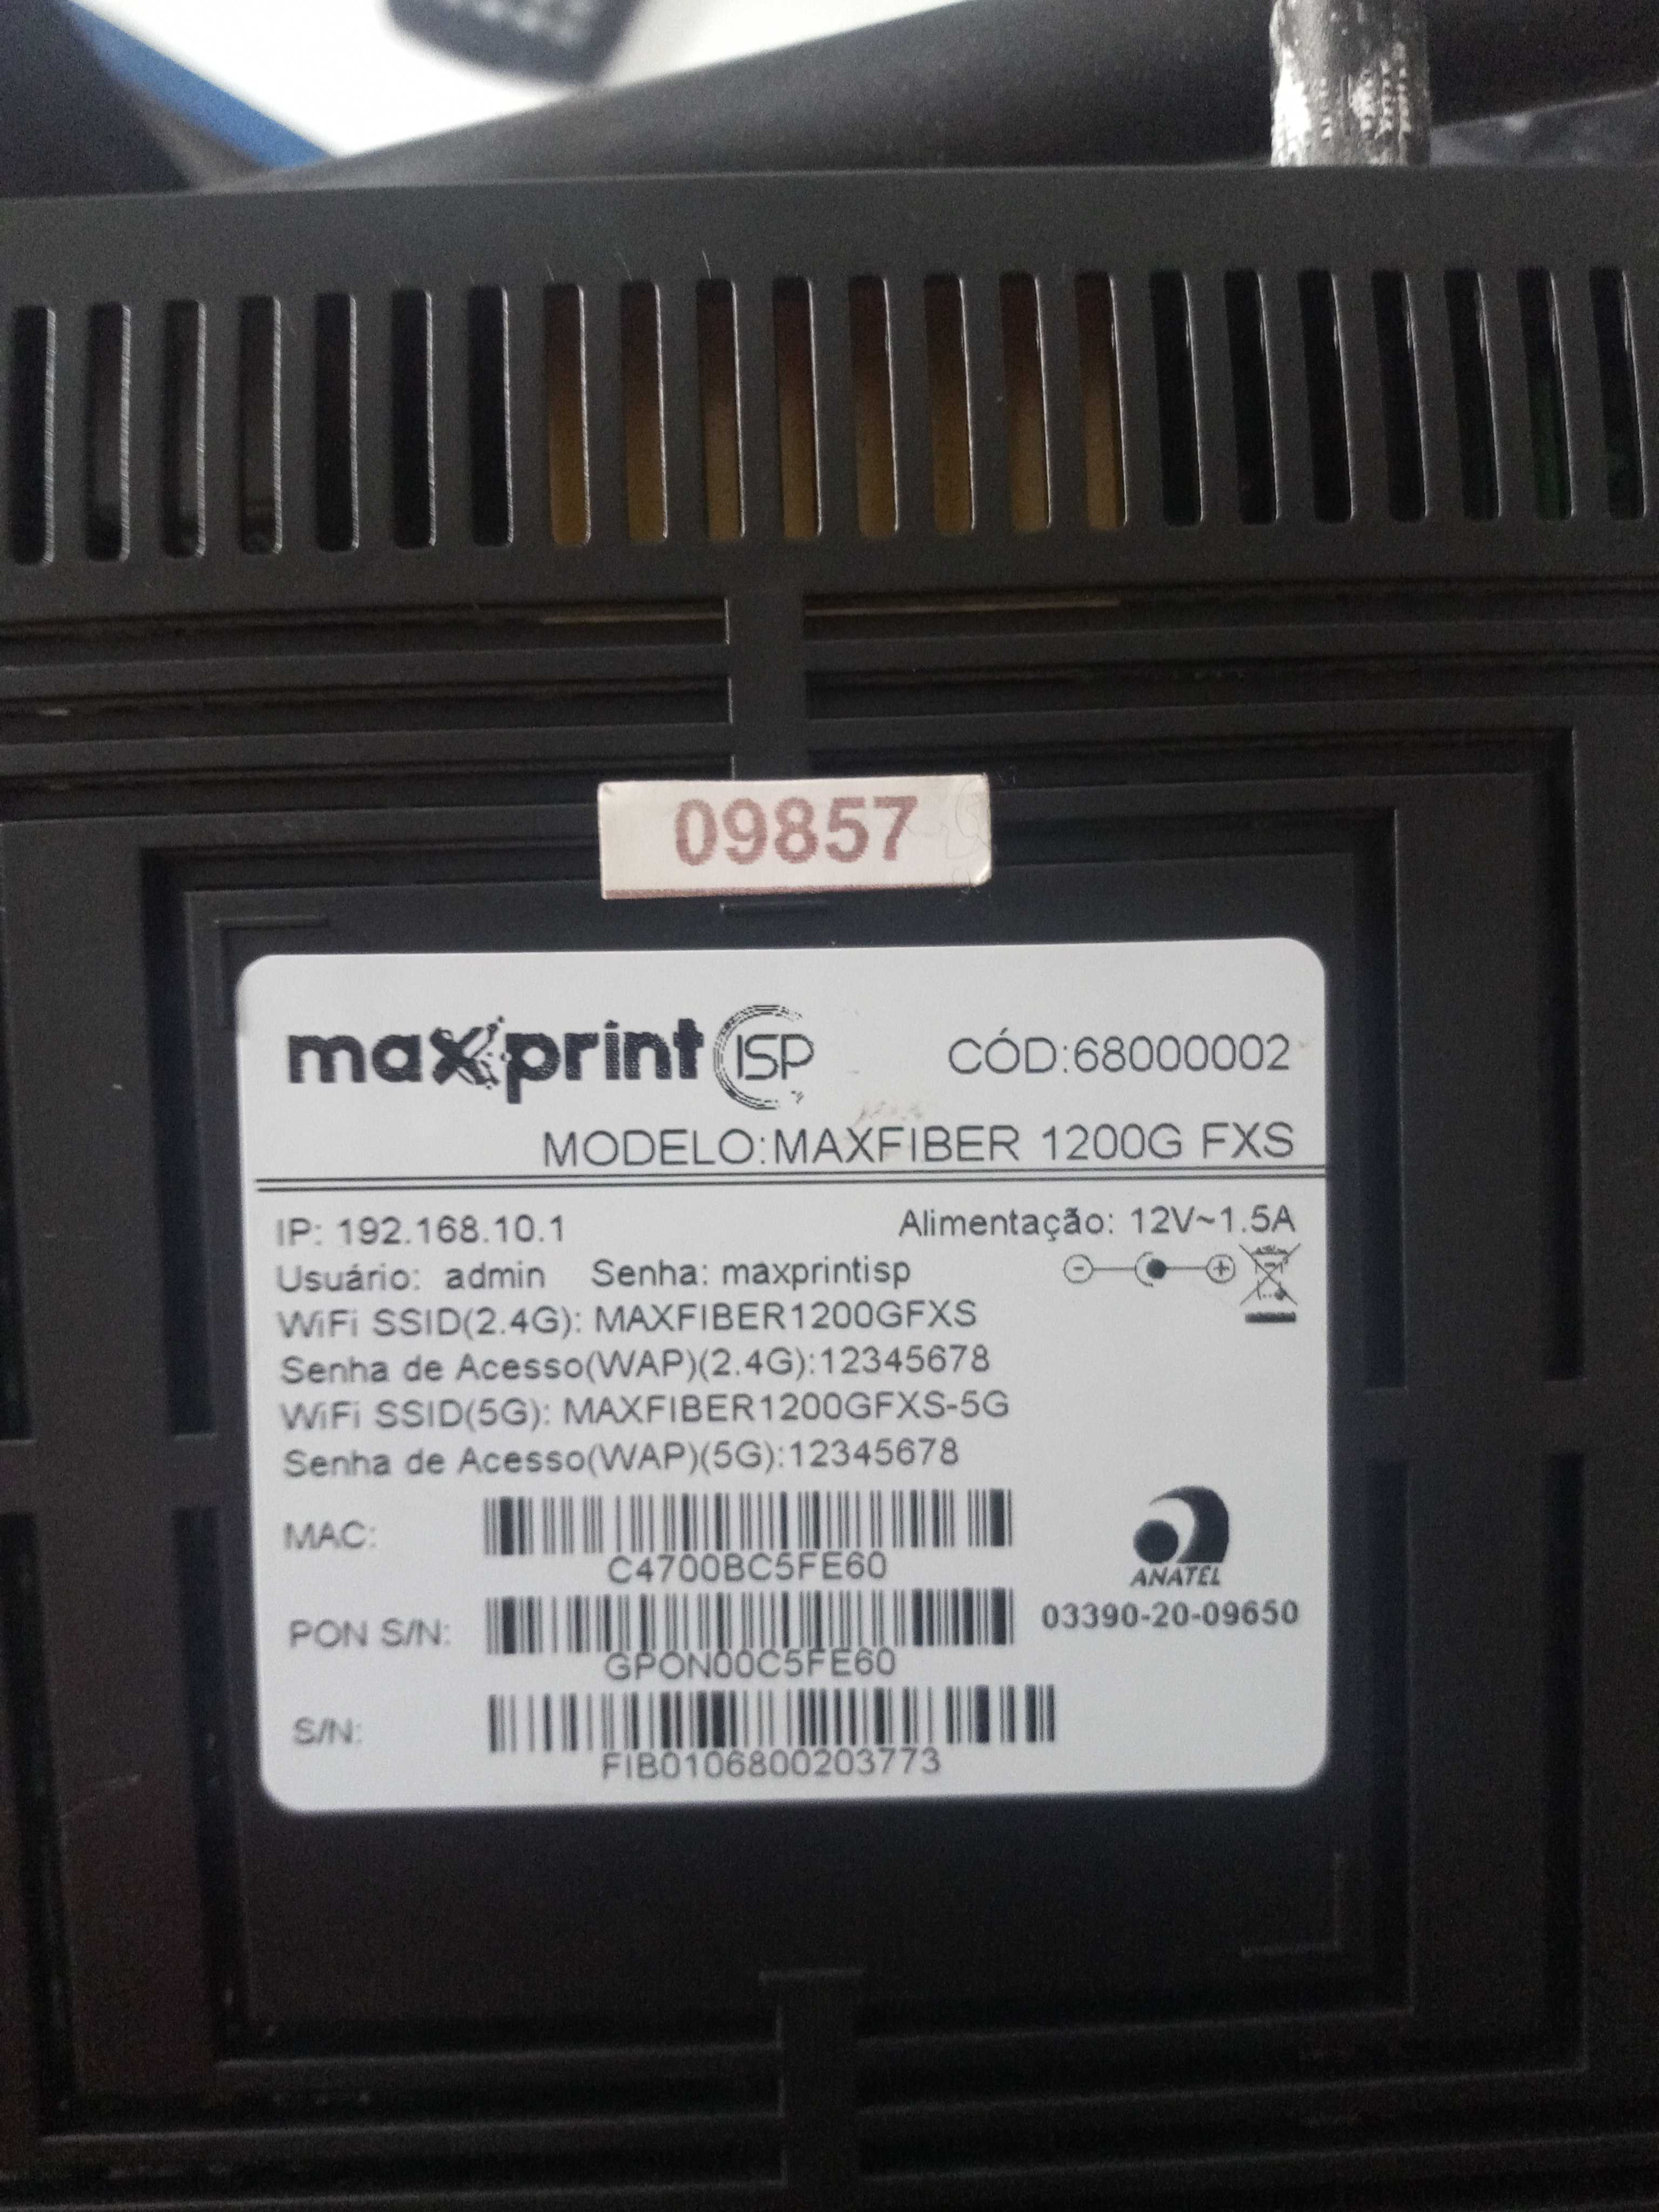 09857
maxprint ISP CÓD:68000002
MODELO:MAXFIBER 1200G FXS
IP: 192.168.10.1 Alimentação: 12V~1.5A
Usuário: admin Senha: maxprintisp
WiFi SSID(2.4G): MAXFIBER1200GFXS
Senha de Acesso(WAP)(2.4G):12345678
WiFi SSID(5G): MAXFIBER1200GFXS-5G
Senha de Acesso(WAP)(5G):12345678
MAC:
C4700BC5FE60
ANATEL
PON S/N:
03390-20-09650
GPON00C5FE60
S/N:
FIB0106800203773